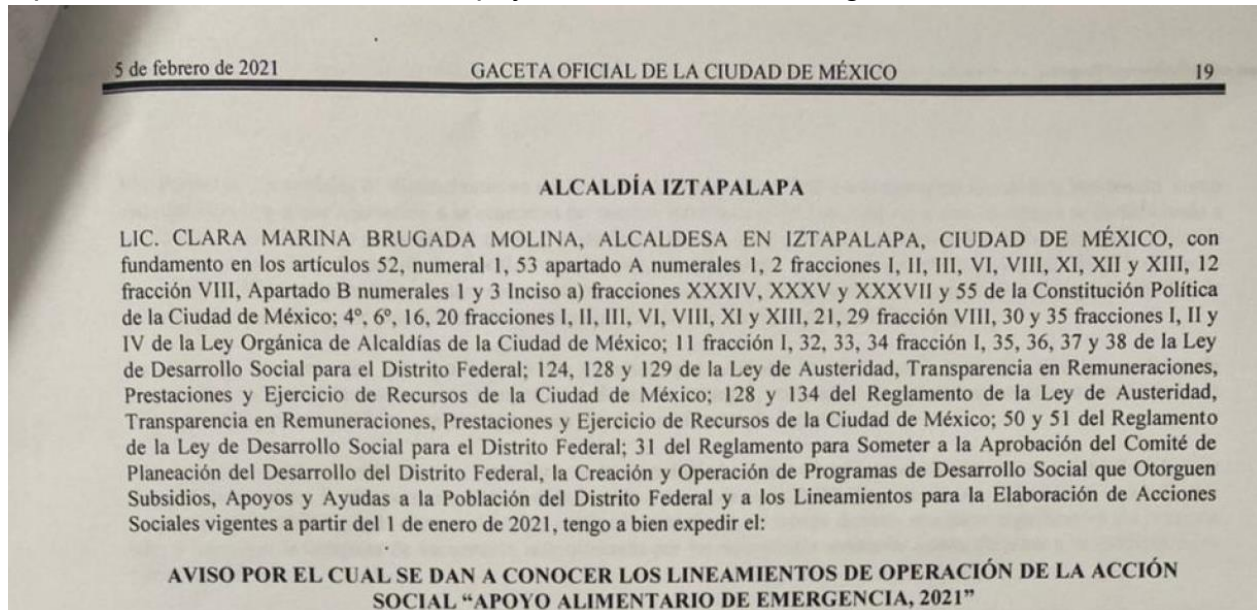 5 de febrero de 2021 GACETA OFICIAL DE LA CIUDAD DE MÉXICO 19
ALCALDÍA IZTAPALAPA
LIC. CLARA MARINA BRUGADA MOLINA, ALCALDESA EN IZTAPALAPA, CIUDAD DE MÉXICO, con
fundamento en los artículos 52, numeral 1, 53 apartado A numerales 1, 2 fracciones I, II, III, VI, VIII, XI, XII y XIII, 12
fracción VIII, Apartado B numerales 1 y 3 Inciso a) fracciones XXXIV, XXXV y XXXVII y 55 de la Constitución Política
de la Ciudad de México; 4º, 6º, 16, 20 fracciones I, II, III, VI, VIII, XI y XIII, 21, 29 fracción VIII, 30 y 35 fracciones I, II y
IV de la Ley Orgánica de Alcaldías de la Ciudad de México; 11 fracción I, 32, 33, 34 fracción I, 35, 36, 37 y 38 de la Ley
de Desarrollo Social para el Distrito Federal; 124, 128 y 129 de la Ley de Austeridad, Transparencia en Remuneraciones,
Prestaciones y Ejercicio de Recursos de la Ciudad de México; 128 y 134 del Reglamento de la Ley de Austeridad,
Transparencia en Remuneraciones, Prestaciones y Ejercicio de Recursos de la Ciudad de México; 50 y 51 del Reglamento
de la Ley de Desarrollo Social para el Distrito Federal; 31 del Reglamento para Someter a la Aprobación del Comité de
Planeación del Desarrollo del Distrito Federal, la Creación y Operación de Programas de Desarrollo Social que Otorguen
Subsidios, Apoyos y Ayudas a la Población del Distrito Federal y a los Lineamientos para la Elaboración de Acciones
Sociales vigentes a partir del 1 de enero de 2021, tengo a bien expedir el:
AVISO POR EL CUAL SE DAN A CONOCER LOS LINEAMIENTOS DE OPERACIÓN DE LA ACCIÓN
SOCIAL “APOYO ALIMENTARIO DE EMERGENCIA, 2021”